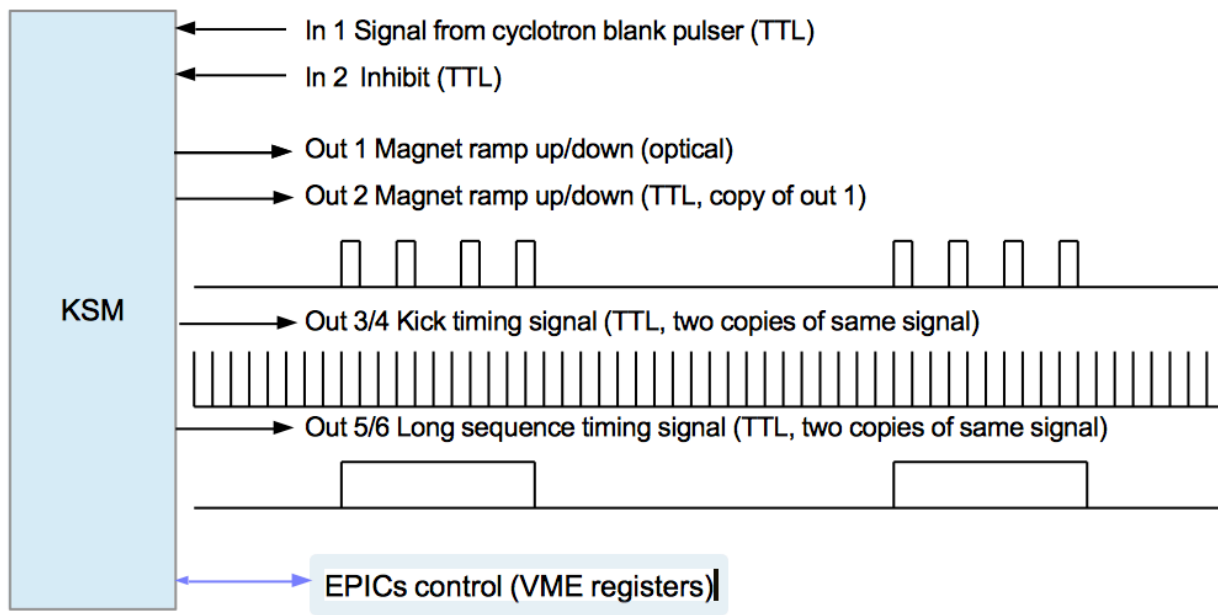 In 1 Signal from cyclotron blank pulser (TTL)
In 2 Inhibit (TTL)
Out 1 Magnet ramp up/down (optical)
Out 2 Magnet ramp up/down (TTL, copy of out 1)
KSM
Out 3/4 Kick timing signal (TTL, two copies of same signal)
Out 5/6 Long sequence timing signal (TTL, two copies of same signal)
EPICs control (VME registers)